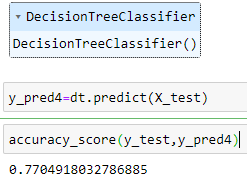 DecisionTreeClassifier
DecisionTreeClassifier()
y_pred4=dt.predict(X_test)
accuracy_score(y_test,y_pred4)
0.7704918032786885